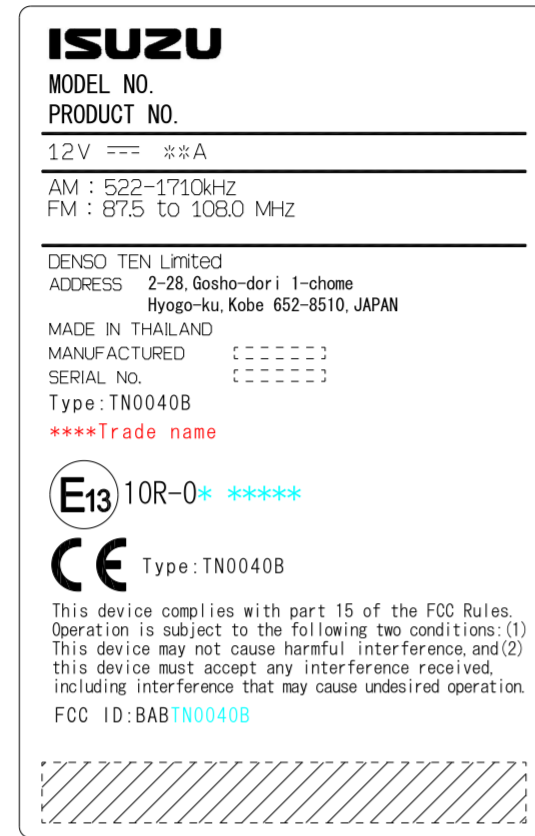 ISUZU
MODEL NO.
PRODUCT NO.
12V ⎓ **A
AM : 522-1710kHz
FM : 87.5 to 108.0 MHz
DENSO TEN Limited
ADDRESS 2-28, Gosho-dori 1-chome
Hyogo-ku, Kobe 652-8510, JAPAN
MADE IN THAILAND
MANUFACTURED
SERIAL No.
Type:TN0040B
****Trade name
E13 10R-0* *****
CE Type:TN0040B
This device complies with part 15 of the FCC Rules.
Operation is subject to the following two conditions:(1)
This device may not cause harmful interference, and(2)
this device must accept any interference received,
including interference that may cause undesired operation.
FCC ID:BABTN0040B